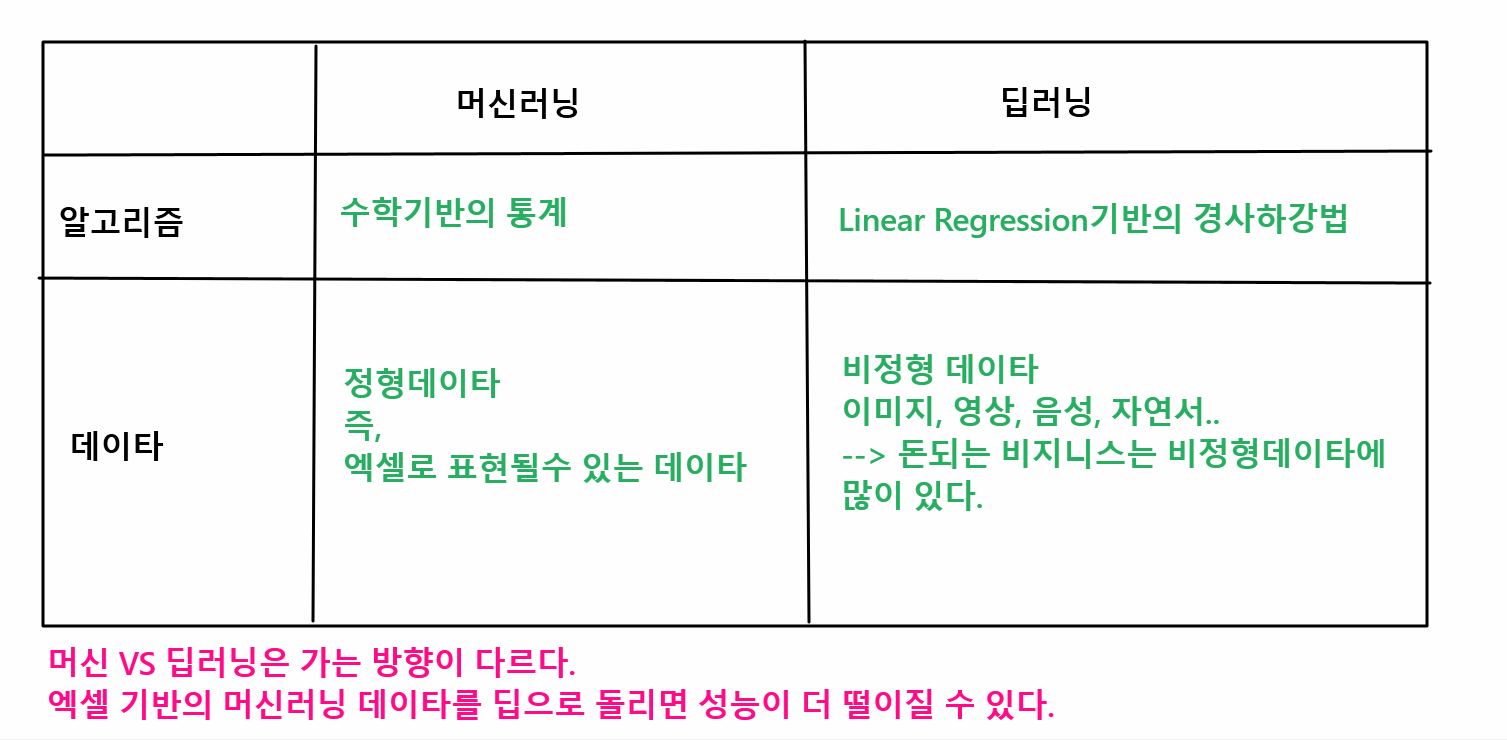 머신러닝
딥러닝
알고리즘
수학기반의 통계
Linear Regression기반의 경사하강법
데이타
정형데이타
즉,
엑셀로 표현될수 있는 데이타
비정형 데이타
이미지, 영상, 음성, 자연서..
--> 돈되는 비지니스는 비정형데이타에
많이 있다.
머신 VS 딥러닝은 가는 방향이 다르다.
엑셀 기반의 머신러닝 데이타를 딥으로 돌리면 성능이 더 떨이질 수 있다.